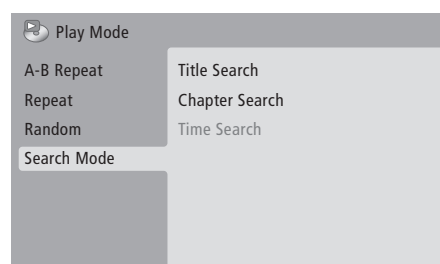 Play Mode
A-B Repeat
Repeat
Random
Search Mode
Title Search
Chapter Search
Time Search